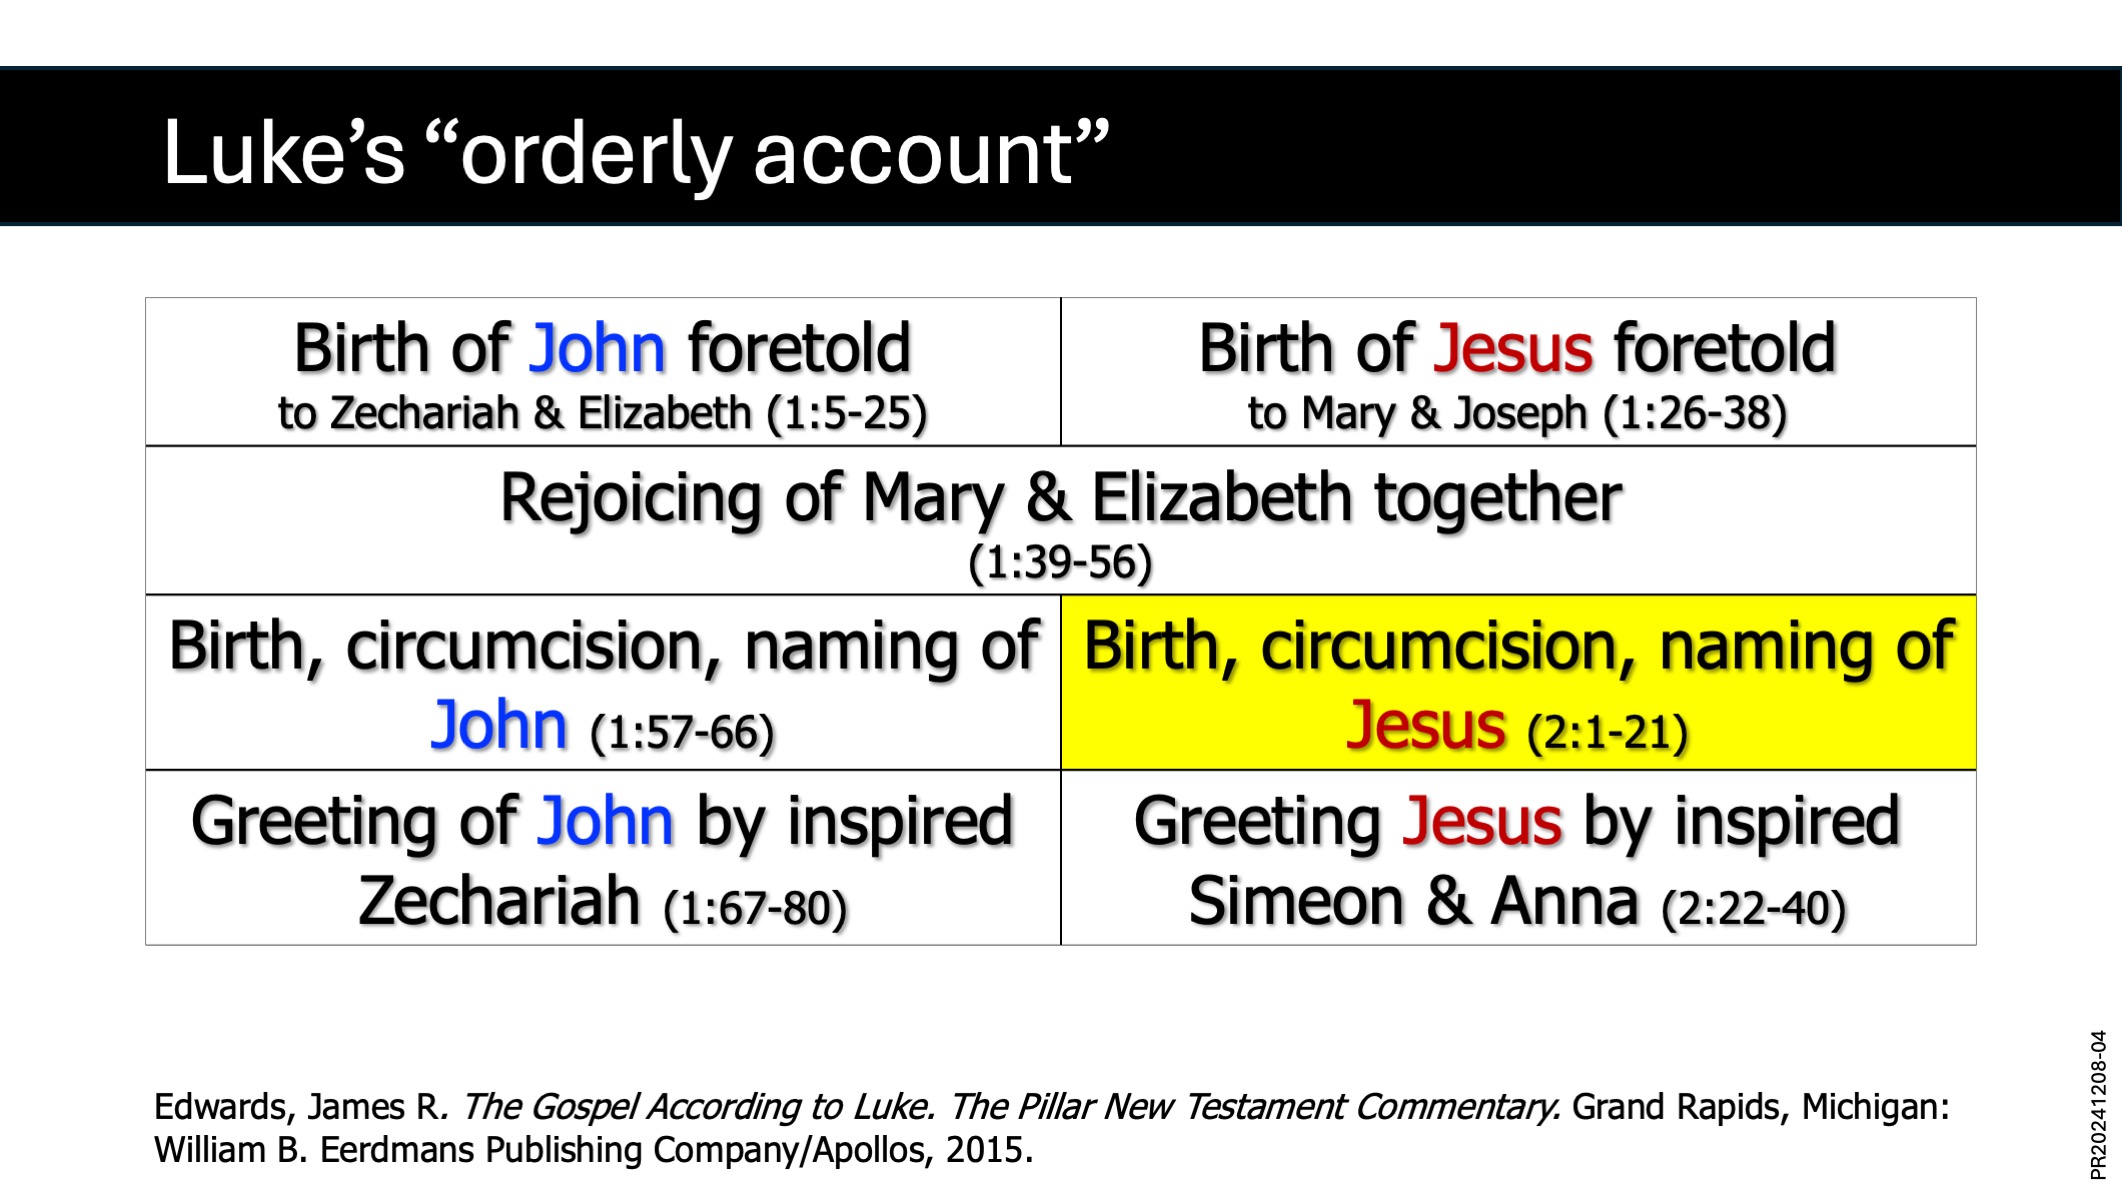 Luke’s “orderly account”
Birth of John foretold
to Zechariah & Elizabeth (1:5-25)
Birth of Jesus foretold
to Mary & Joseph (1:26-38)
Rejoicing of Mary & Elizabeth together
(1:39-56)
Birth, circumcision, naming of
John (1:57-66)
Birth, circumcision, naming of
Jesus (2:1-21)
Greeting of John by inspired
Zechariah (1:67-80)
Greeting Jesus by inspired
Simeon & Anna (2:22-40)
Edwards, James R. The Gospel According to Luke. The Pillar New Testament Commentary. Grand Rapids, Michigan:
William B. Eerdmans Publishing Company/Apollos, 2015.
PR20241208-04